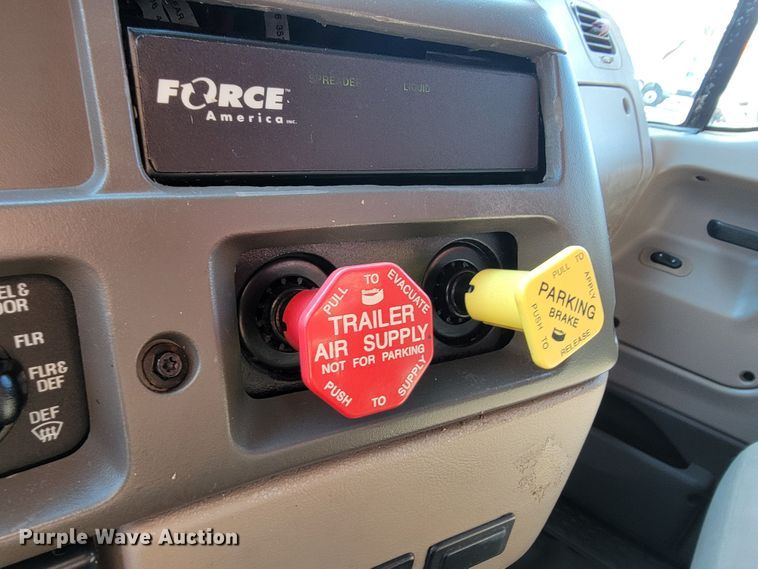 FORCE™
America INC.
SPREADER
LIQUID
PULL TO EVACUATE
TRAILER
AIR SUPPLY
NOT FOR PARKING
PUSH TO SUPPLY
PULL TO APPLY
PARKING
BRAKE
PUSH TO RELEASE
EL &
OOR
FLR
FLR&
DEF
DEF
Purple Wave Auction